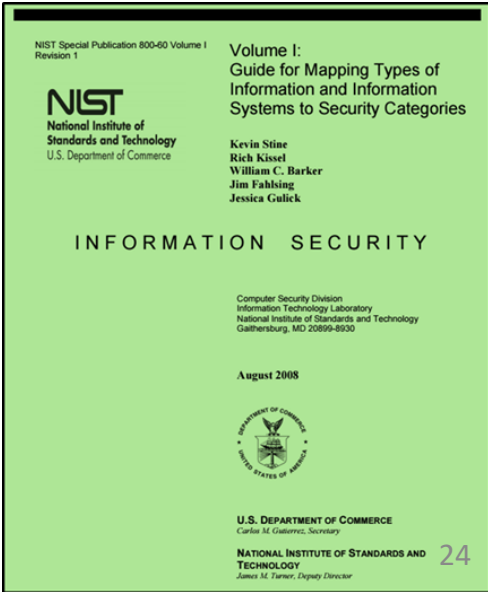 NIST Special Publication 800-60 Volume I
Revision 1
NIST
National Institute of
Standards and Technology
U.S. Department of Commerce
Volume I:
Guide for Mapping Types of
Information and Information
Systems to Security Categories
Kevin Stine
Rich Kissel
William C. Barker
Jim Fahlsing
Jessica Gulick
INFORMATION SECURITY
Computer Security Division
Information Technology Laboratory
National Institute of Standards and Technology
Gaithersburg, MD 20899-8930
August 2008
DEPARTMENT OF COMMERCE
UNITED STATES OF AMERICA
U.S. DEPARTMENT OF COMMERCE
Carlos M. Gutierrez, Secretary
NATIONAL INSTITUTE OF STANDARDS AND
TECHNOLOGY
James M. Turner, Deputy Director
24